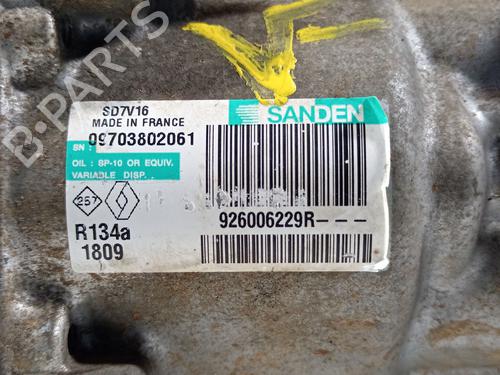 SD7V16
MADE IN FRANCE
SANDEN
09703802061
SN :
OIL : SP-10 OR EQUIV.
VARIABLE DISP.
257
926006229R---
R134a
1809
B-PARTS